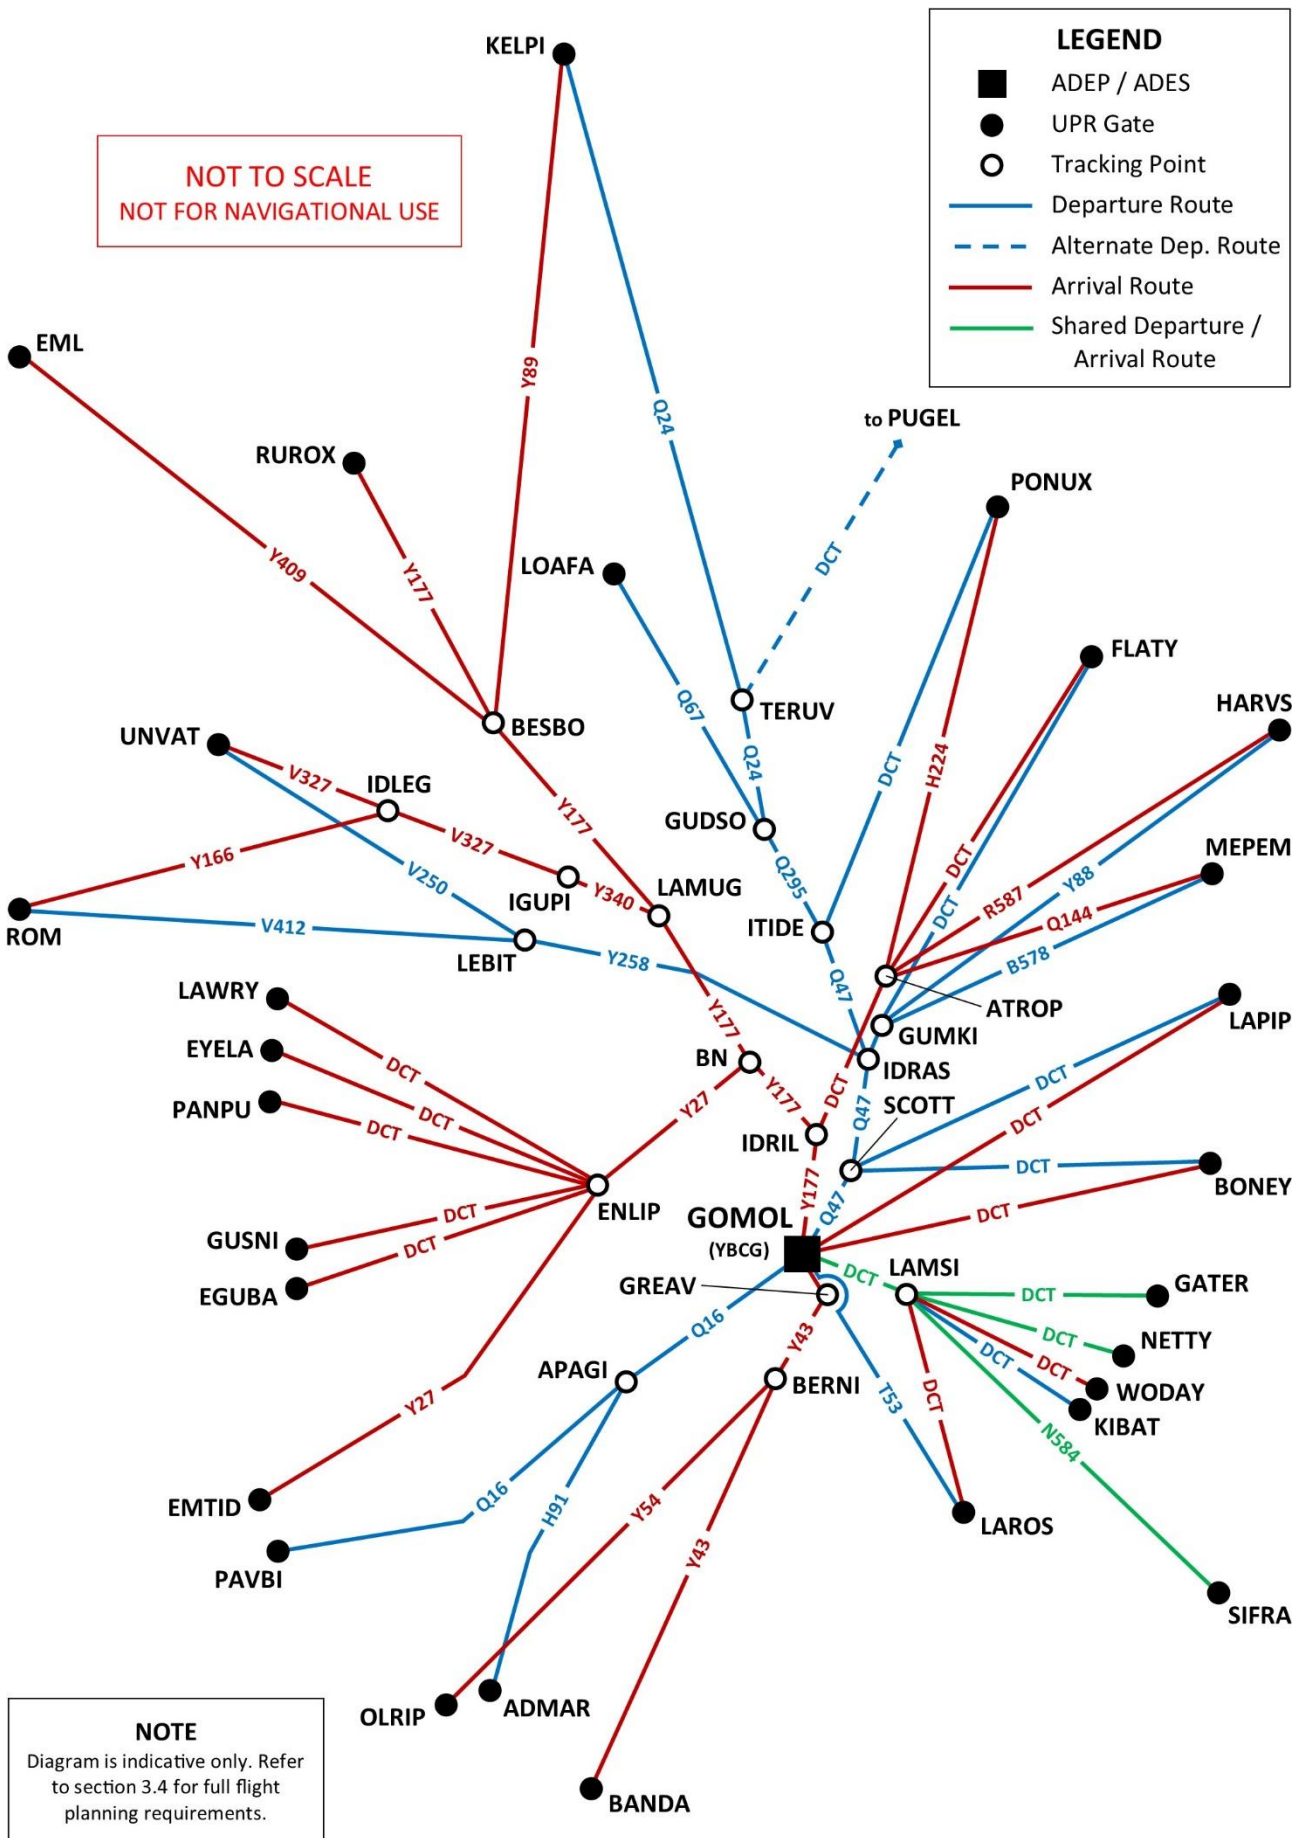 KELPI
LEGEND
ADEP / ADES
UPR Gate
Tracking Point
Departure Route
Alternate Dep. Route
Arrival Route
Shared Departure /
Arrival Route
NOT TO SCALE
NOT FOR NAVIGATIONAL USE
EML
Y89
Q24
to PUGEL
RUROX
PONUX
Y409
Y177
LOAFA
DCT
FLATY
Q67
TERUV
HARVS
UNVAT
BESBO
Q24
DCT
H224
V327
IDLEG
Y177
GUDSO
V327
Y166
V250
Q295
DCT
Y88
MEPEM
IGUPI
Y340
LAMUG
R587
DCT
Q144
ROM
V412
ITIDE
LEBIT
Y258
B578
LAWRY
Q47
ATROP
LAPIP
Y177
GUMKI
EYELA
DCT
BN
IDRAS
DCT
PANPU
DCT
DCT
Y27
Y177
DCT
Q47
SCOTT
DCT
IDRIL
DCT
BONEY
ENLIP
Y177
Q47
GUSNI
DCT
GOMOL
(YBCG)
DCT
EGUBA
DCT
GREAV
DCT
LAMSI
GATER
DCT
Q16
Y43
DCT
NETTY
DCT
DCT
WODAY
APAGI
BERNI
T53
DCT
KIBAT
Y27
N584
EMTID
Q16
H91
Y54
LAROS
Y43
PAVBI
SIFRA
OLRIP
ADMAR
BANDA
NOTE
Diagram is indicative only. Refer
to section 3.4 for full flight
planning requirements.